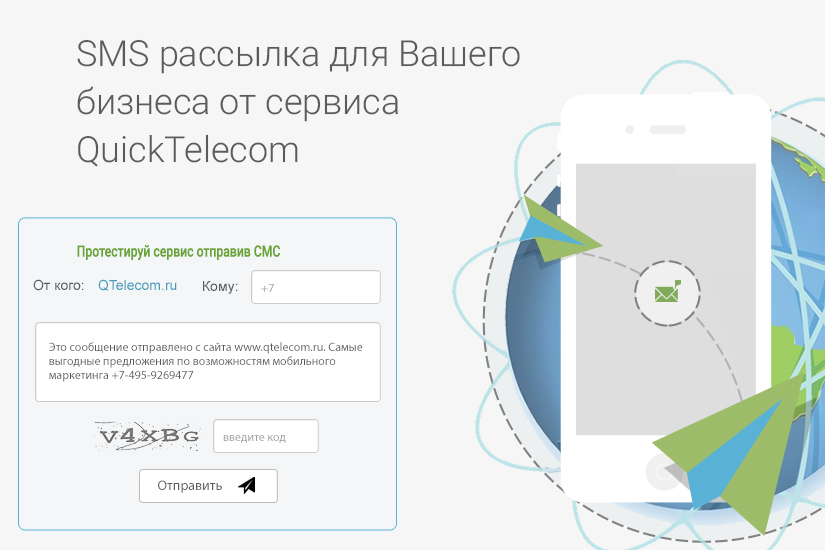 SMS рассылка для Вашего
бизнеса от сервиса
QuickTelecom
Протестируй сервис отправив СМС
От кого: QTelecom.ru Кому: +7
Это сообщение отправлено с сайта www.qtelecom.ru. Самые
выгодные предложения по возможностям мобильного
маркетинга +7-495-9269477
V4XBG введите код
Отправить